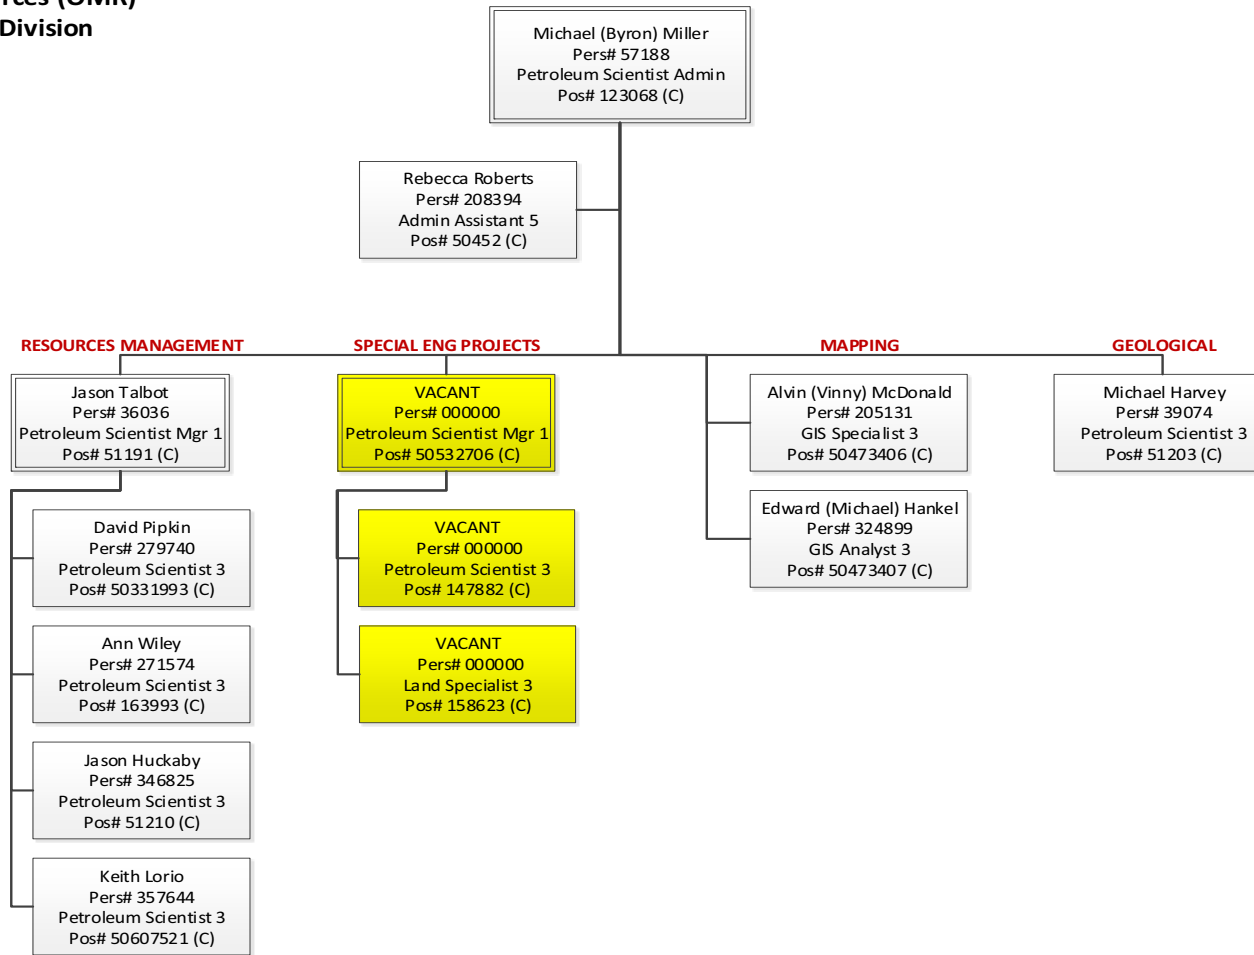 Division
Michael (Byron) Miller
Pers# 57188
Petroleum Scientist Admin
Pos# 123068 (C)
Rebecca Roberts
Pers# 208394
Admin Assistant 5
Pos# 50452 (C)
RESOURCES MANAGEMENT
Jason Talbot
Pers# 36036
Petroleum Scientist Mgr 1
Pos# 51191 (C)
David Pipkin
Pers# 279740
Petroleum Scientist 3
Pos# 50331993 (C)
Ann Wiley
Pers# 271574
Petroleum Scientist 3
Pos# 163993 (C)
Jason Huckaby
Pers# 346825
Petroleum Scientist 3
Pos# 51210 (C)
Keith Lorio
Pers# 357644
Petroleum Scientist 3
Pos# 50607521 (C)
SPECIAL ENG PROJECTS
VACANT
Pers# 000000
Petroleum Scientist Mgr 1
Pos# 50532706 (C)
VACANT
Pers# 000000
Petroleum Scientist 3
Pos# 147882 (C)
VACANT
Pers# 000000
Land Specialist 3
Pos# 158623 (C)
MAPPING
Alvin (Vinny) McDonald
Pers# 205131
GIS Specialist 3
Pos# 50473406 (C)
Edward (Michael) Hankel
Pers# 324899
GIS Analyst 3
Pos# 50473407 (C)
GEOLOGICAL
Michael Harvey
Pers# 39074
Petroleum Scientist 3
Pos# 51203 (C)